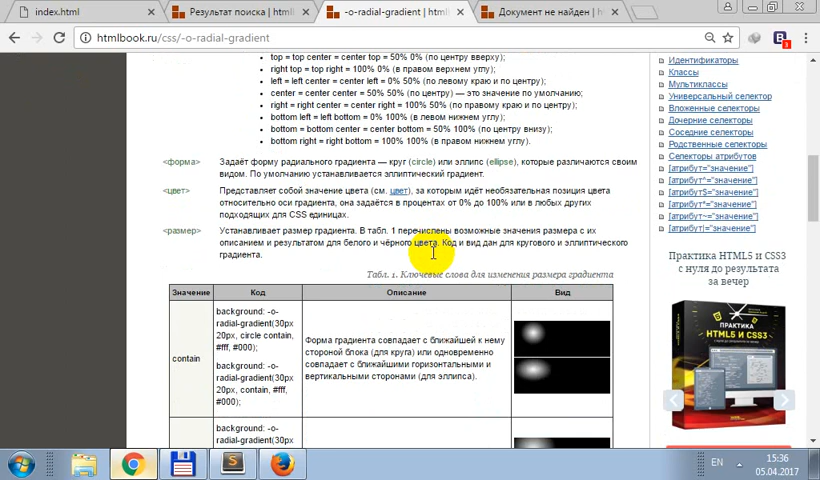 index.html
Результат поиска | htmlb
-o-radial-gradient | html
Документ не найден | ht
htmlbook.ru/css/-o-radial-gradient
3
top = top center = center top = 50% 0% (по центру вверху);
right top = top right = 100% 0% (в правом верхнем углу);
left = left center = center left = 0% 50% (по левому краю и по центру);
center = center center = 50% 50% (по центру) — это значение по умолчанию;
right = right center = center right = 100% 50% (по правому краю и по центру);
bottom left = left bottom = 0% 100% (в левом нижнем углу);
bottom = bottom center = center bottom = 50% 100% (по центру внизу);
bottom right = right bottom = 100% 100% (в правом нижнем углу).
<форма> Задаёт форму радиального градиента — круг (circle) или эллипс (ellipse), которые различаются своим
видом. По умолчанию устанавливается эллиптический градиент.
<цвет> Представляет собой значение цвета (см. цвет), за которым идёт необязательная позиция цвета
относительно оси градиента, она задаётся в процентах от 0% до 100% или в любых других
подходящих для CSS единицах.
<размер> Устанавливает размер градиента. В табл. 1 перечислены возможные значения размера с их
описанием и результатом для белого и чёрного цвета. Код и вид дан для кругового и эллиптического
градиента.
Табл. 1. Ключевые слова для изменения размера градиента
Значение Код Описание Вид
contain
background: -o-
radial-gradient(30px
20px, circle contain,
#fff, #000);
background: -o-
radial-gradient(30px
20px, contain, #fff,
#000);
Форма градиента совпадает с ближайшей к нему
стороной блока (для круга) или одновременно
совпадает с ближайшими горизонтальными и
вертикальными сторонами (для эллипса).
background: -o-
radial-gradient(30px
Идентификаторы
Классы
Мультиклассы
Универсальный селектор
Вложенные селекторы
Дочерние селекторы
Соседние селекторы
Родственные селекторы
Селекторы атрибутов
[атрибут="значение"]
[атрибут^="значение"]
[атрибут$="значение"]
[атрибут*="значение"]
[атрибут~="значение"]
[атрибут|="значение"]
Практика HTML5 и CSS3
с нуля до результата
за вечер
ПРАКТИКА
HTML5 и CSS3
EN
15:36
05.04.2017